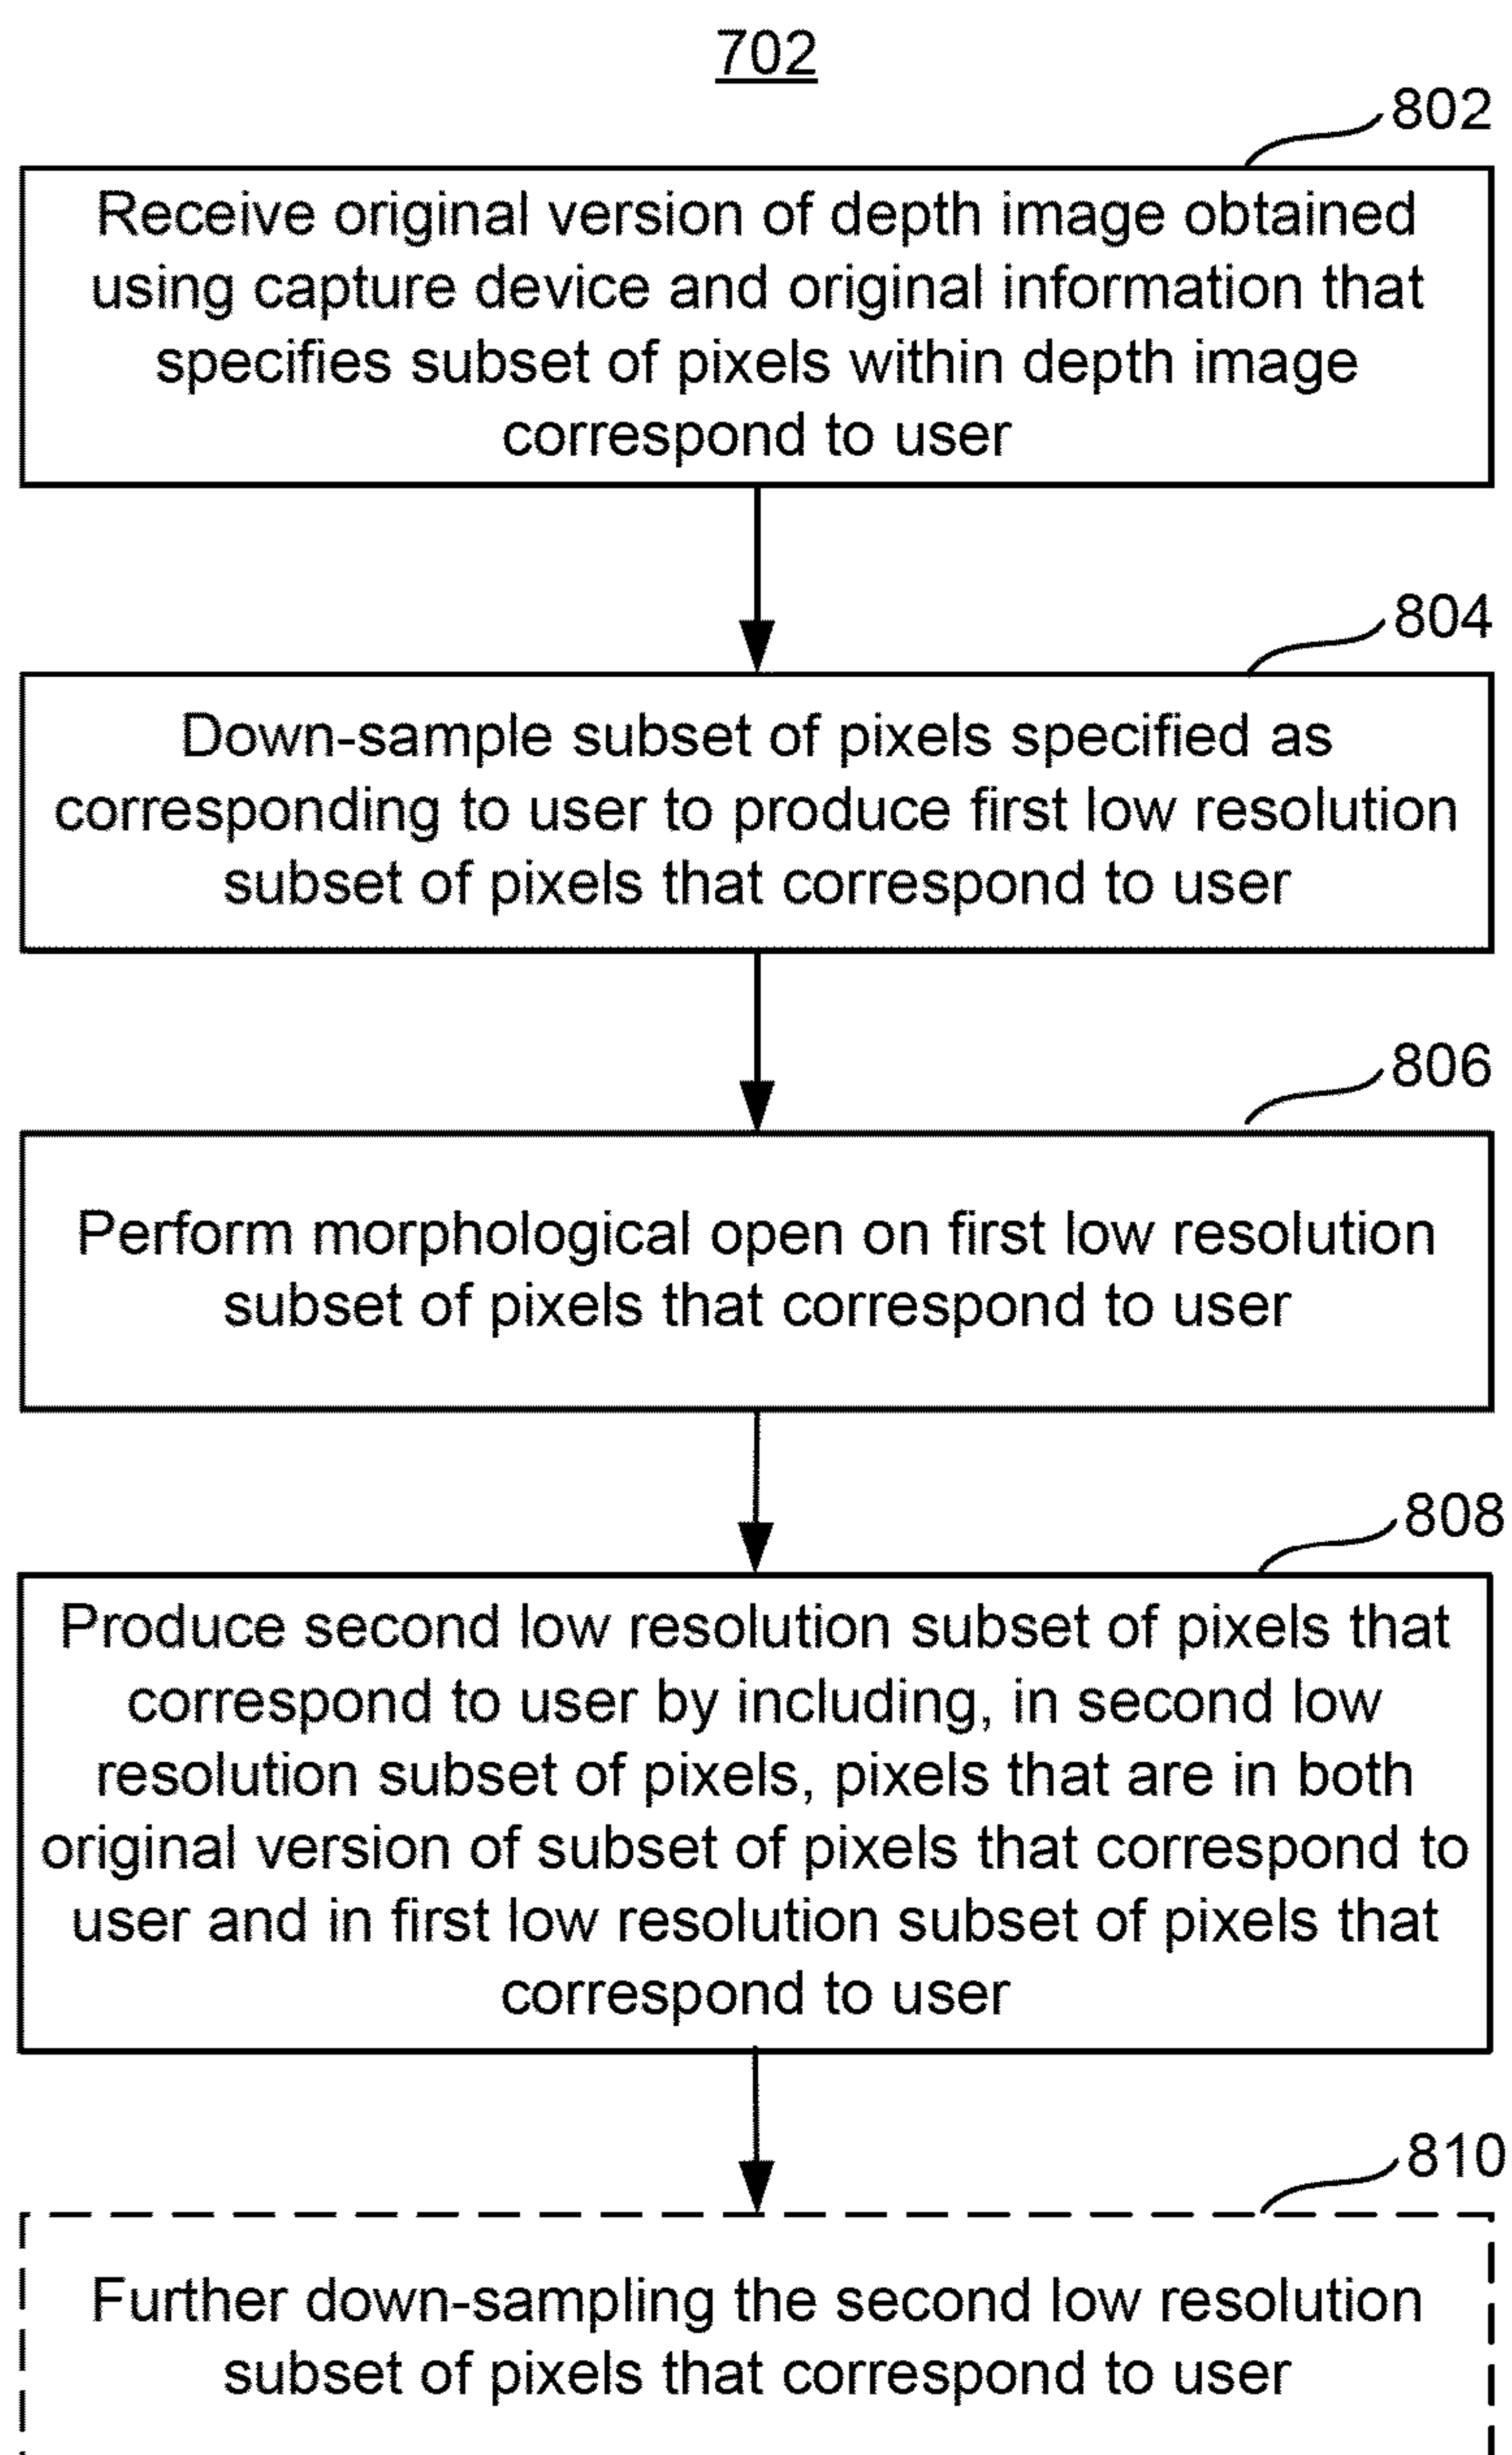 702
802
Receive original version of depth image obtained
using capture device and original information that
specifies subset of pixels within depth image
correspond to user
804
Down-sample subset of pixels specified as
corresponding to user to produce first low resolution
subset of pixels that correspond to user
806
Perform morphological open on first low resolution
subset of pixels that correspond to user
808
Produce second low resolution subset of pixels that
correspond to user by including, in second low
resolution subset of pixels, pixels that are in both
original version of subset of pixels that correspond to
user and in first low resolution subset of pixels that
correspond to user
810
Further down-sampling the second low resolution
subset of pixels that correspond to user